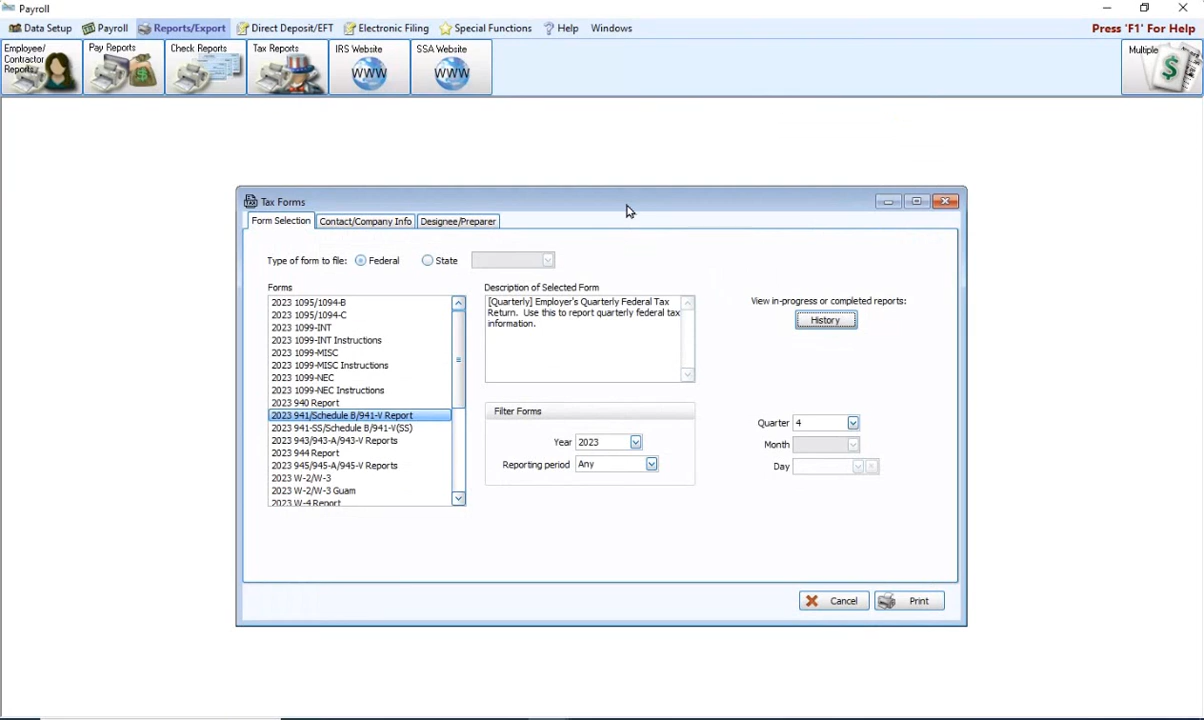 Payroll
Data Setup Payroll Reports/Export Direct Deposit/EFT Electronic Filing Special Functions Help Windows Press 'F1' For Help
Employee/
Contractor
Reports
Pay Reports
Check Reports
Tax Reports
IRS Website
WWW
SSA Website
WWW
Multiple
Tax Forms
Form Selection Contact/Company Info Designee/Preparer
Type of form to file: Federal State
Forms
2023 1095/1094-B
2023 1095/1094-C
2023 1099-INT
2023 1099-INT Instructions
2023 1099-MISC
2023 1099-MISC Instructions
2023 1099-NEC
2023 1099-NEC Instructions
2023 940 Report
2023 941/Schedule B/941-V Report
2023 941-SS/Schedule B/941-V(SS)
2023 943/943-A/943-V Reports
2023 944 Report
2023 945/945-A/945-V Reports
2023 W-2/W-3
2023 W-2/W-3 Guam
2023 W-4 Report
Description of Selected Form
[Quarterly] Employer's Quarterly Federal Tax
Return. Use this to report quarterly federal tax
information.
Filter Forms
Year 2023
Reporting period Any
View in-progress or completed reports:
History
Quarter 4
Month
Day
Cancel Print